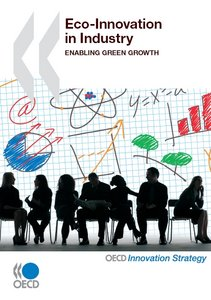 Eco-Innovation
in Industry
ENABLING GREEN GROWTH
@
y=x/x
OECD Innovation Strategy
OECD